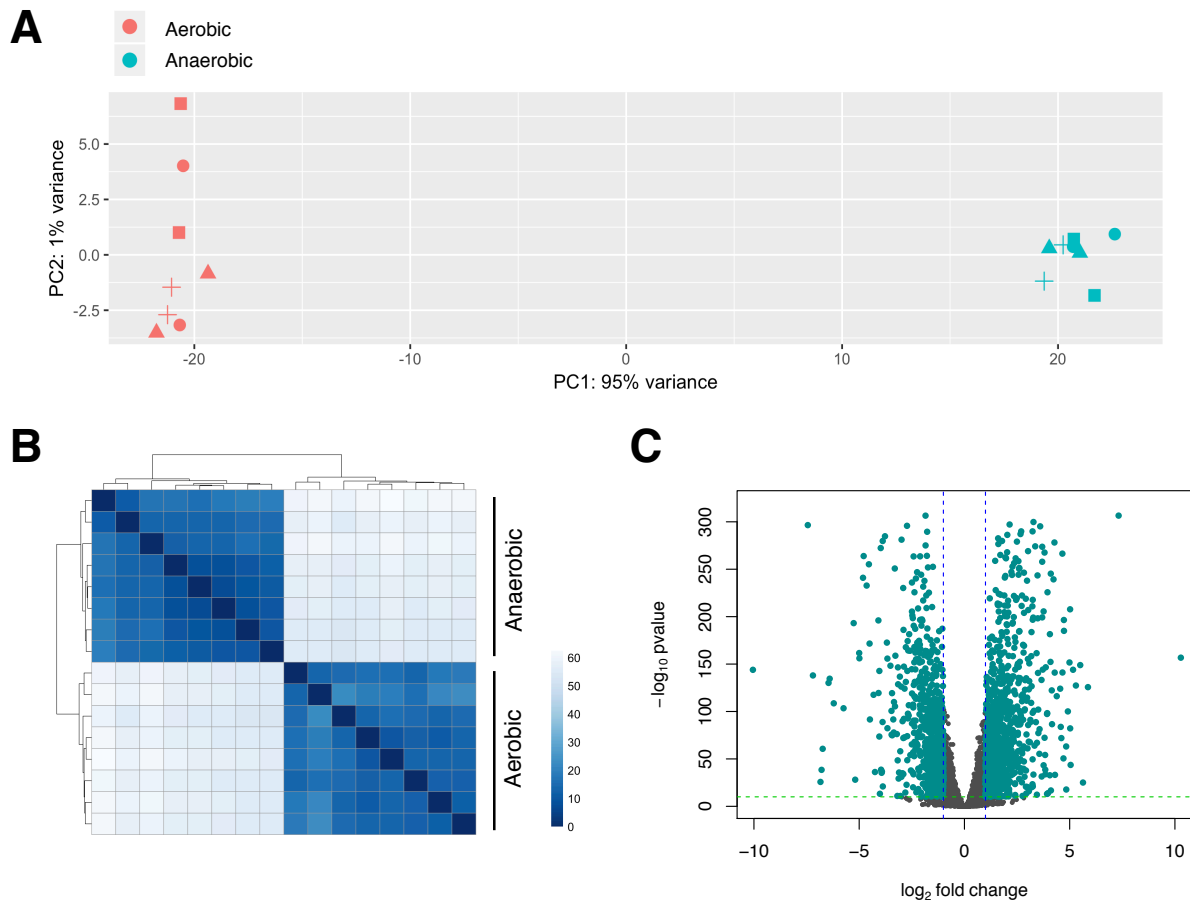 A
Aerobic
Anaerobic
PC2: 1% variance
5.0
2.5
0.0
-2.5
-20
-10
0
10
20
PC1: 95% variance
B
Anaerobic
Aerobic
60
50
40
30
20
10
0
C
−log10 pvalue
300
250
200
150
100
50
0
−10
−5
0
5
10
log2 fold change